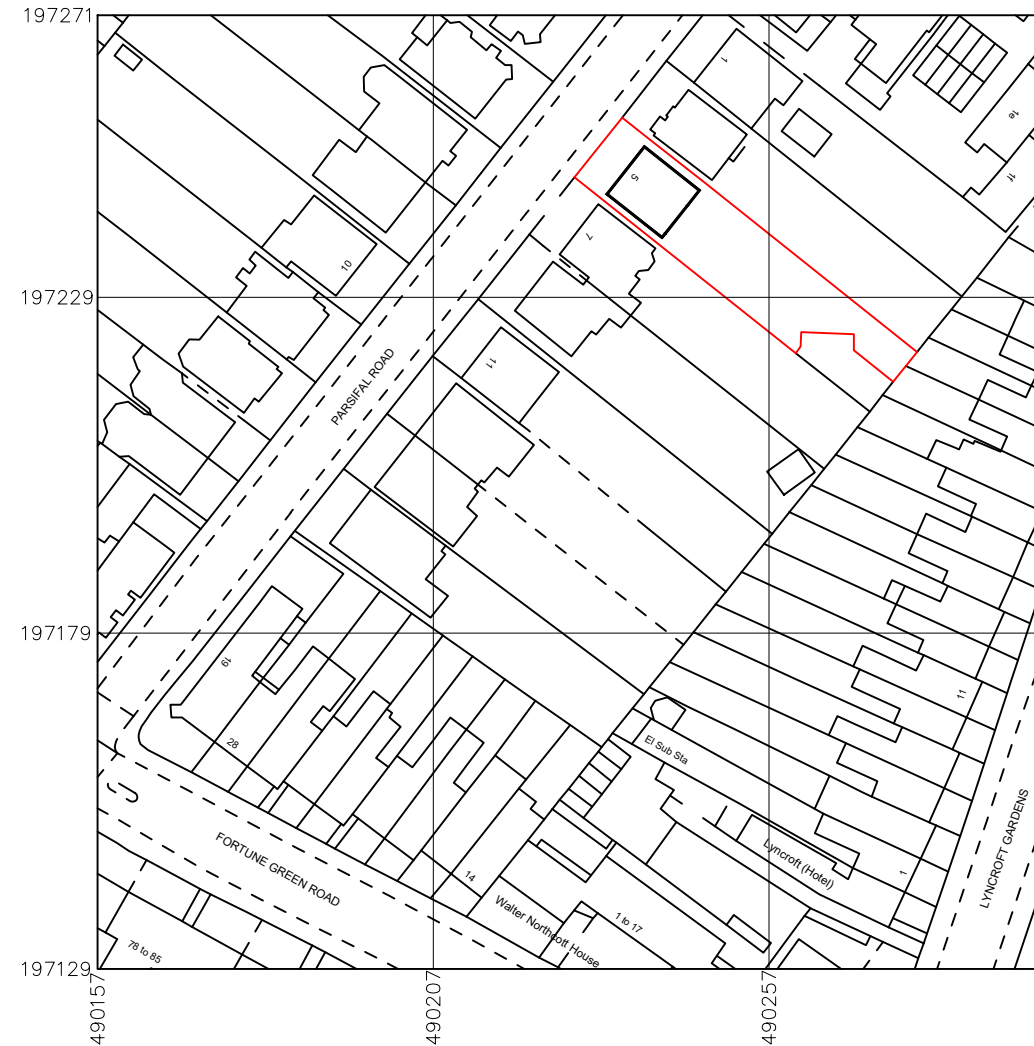 197271
1
1e
1f
5
7
10
197229
PARSIFAL ROAD
11
197179
19
11
28
El Sub Sta
LYNCROFT GARDENS
FORTUNE GREEN ROAD
Lyncroft (Hotel)
1
14
Walter Northcott House
1 to 17
78 to 85
197129
490157
490207
490257